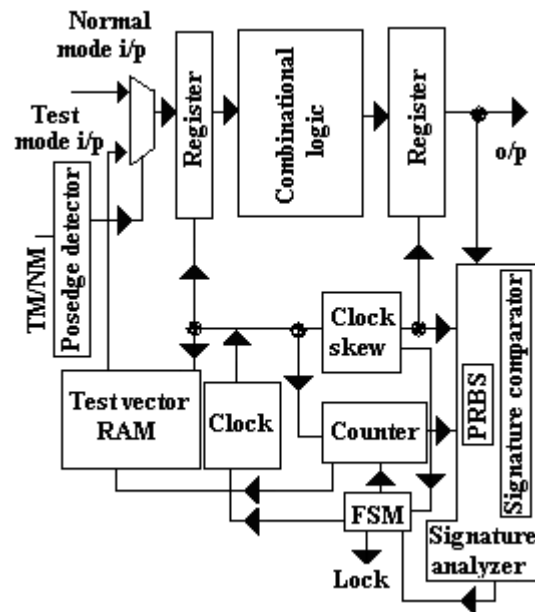 Normal
mode i/p
Test
mode i/p
TM/NM
Posedge detector
Register
Combinational
logic
Register
o/p
Clock
skew
Test vector
RAM
Clock
Counter
PRBS
Signature comparator
FSM
Lock
Signature
analyzer